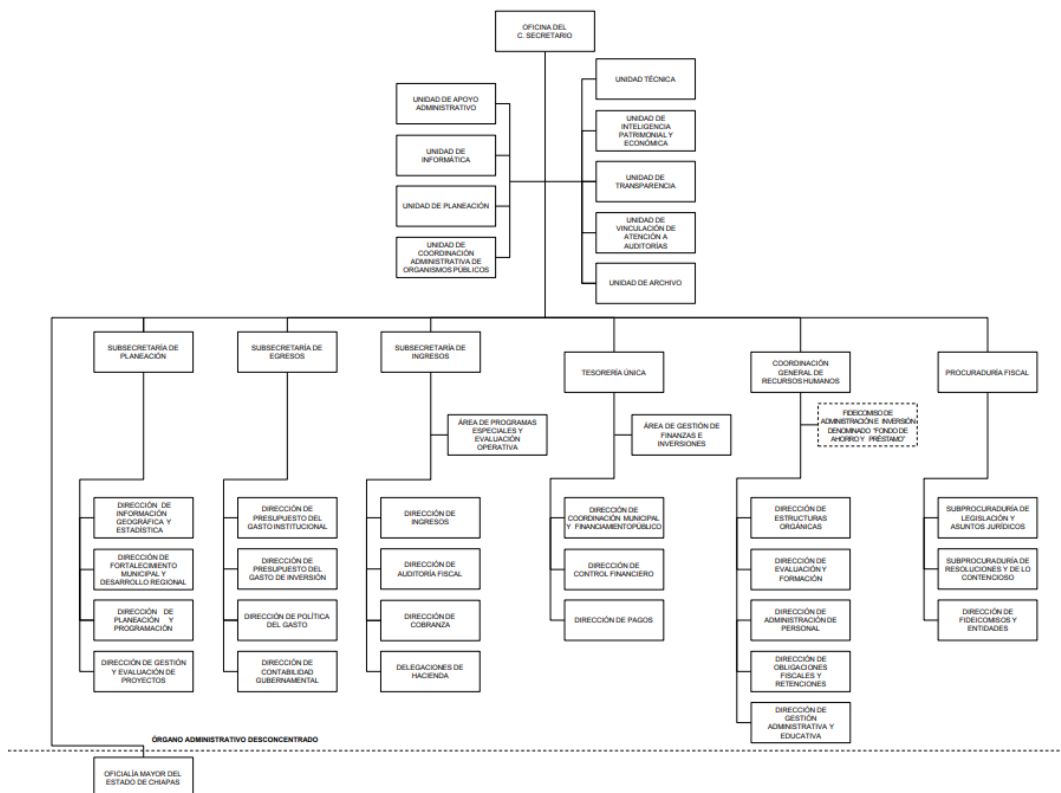 OFICINA DEL
C. SECRETARIO
UNIDAD DE APOYO
ADMINISTRATIVO
UNIDAD DE
INFORMÁTICA
UNIDAD DE PLANEACIÓN
UNIDAD DE
COORDINACIÓN
ADMINISTRATIVA DE
ORGANISMOS PÚBLICOS
UNIDAD TÉCNICA
UNIDAD DE
INTELIGENCIA
PATRIMONIAL Y
ECONÓMICA
UNIDAD DE
TRANSPARENCIA
UNIDAD DE
VINCULACIÓN DE
ATENCIÓN A
AUDITORÍAS
UNIDAD DE ARCHIVO
SUBSECRETARÍA DE
PLANEACIÓN
SUBSECRETARÍA DE
EGRESOS
SUBSECRETARÍA DE
INGRESOS
TESORERÍA ÚNICA
COORDINACIÓN
GENERAL DE
RECURSOS HUMANOS
PROCURADURÍA FISCAL
ÁREA DE PROGRAMAS
ESPECIALES Y
EVALUACIÓN
OPERATIVA
ÁREA DE GESTIÓN DE
FINANZAS E
INVERSIONES
FIDEICOMISO DE
ADMINISTRACIÓN E INVERSIÓN
DENOMINADO "FONDO DE
AHORRO Y PRÉSTAMO"
DIRECCIÓN DE
INFORMACIÓN
GEOGRÁFICA Y
ESTADÍSTICA
DIRECCIÓN DE
FORTALECIMIENTO
MUNICIPAL Y
DESARROLLO REGIONAL
DIRECCIÓN DE
PLANEACIÓN Y
PROGRAMACIÓN
DIRECCIÓN DE GESTIÓN
Y EVALUACIÓN DE
PROYECTOS
DIRECCIÓN DE
PRESUPUESTO DEL
GASTO INSTITUCIONAL
DIRECCIÓN DE
PRESUPUESTO DEL
GASTO DE INVERSIÓN
DIRECCIÓN DE POLÍTICA
DEL GASTO
DIRECCIÓN DE
CONTABILIDAD
GUBERNAMENTAL
DIRECCIÓN DE
INGRESOS
DIRECCIÓN DE
AUDITORÍA FISCAL
DIRECCIÓN DE
COBRANZA
DELEGACIONES DE
HACIENDA
DIRECCIÓN DE
COORDINACIÓN MUNICIPAL
Y FINANCIAMIENTO PÚBLICO
DIRECCIÓN DE
CONTROL FINANCIERO
DIRECCIÓN DE PAGOS
DIRECCIÓN DE
ESTRUCTURAS
ORGÁNICAS
DIRECCIÓN DE
EVALUACIÓN Y
FORMACIÓN
DIRECCIÓN DE
ADMINISTRACIÓN DE
PERSONAL
DIRECCIÓN DE
OBLIGACIONES
FISCALES Y
RETENCIONES
DIRECCIÓN DE
GESTIÓN
ADMINISTRATIVA Y
EDUCATIVA
SUBPROCURADURÍA DE
LEGISLACIÓN Y
ASUNTOS JURÍDICOS
SUBPROCURADURÍA DE
RESOLUCIONES Y DE LO
CONTENCIOSO
DIRECCIÓN DE
FIDEICOMISOS Y
ENTIDADES
ÓRGANO ADMINISTRATIVO DESCONCENTRADO
OFICIALÍA MAYOR DEL
ESTADO DE CHIAPAS